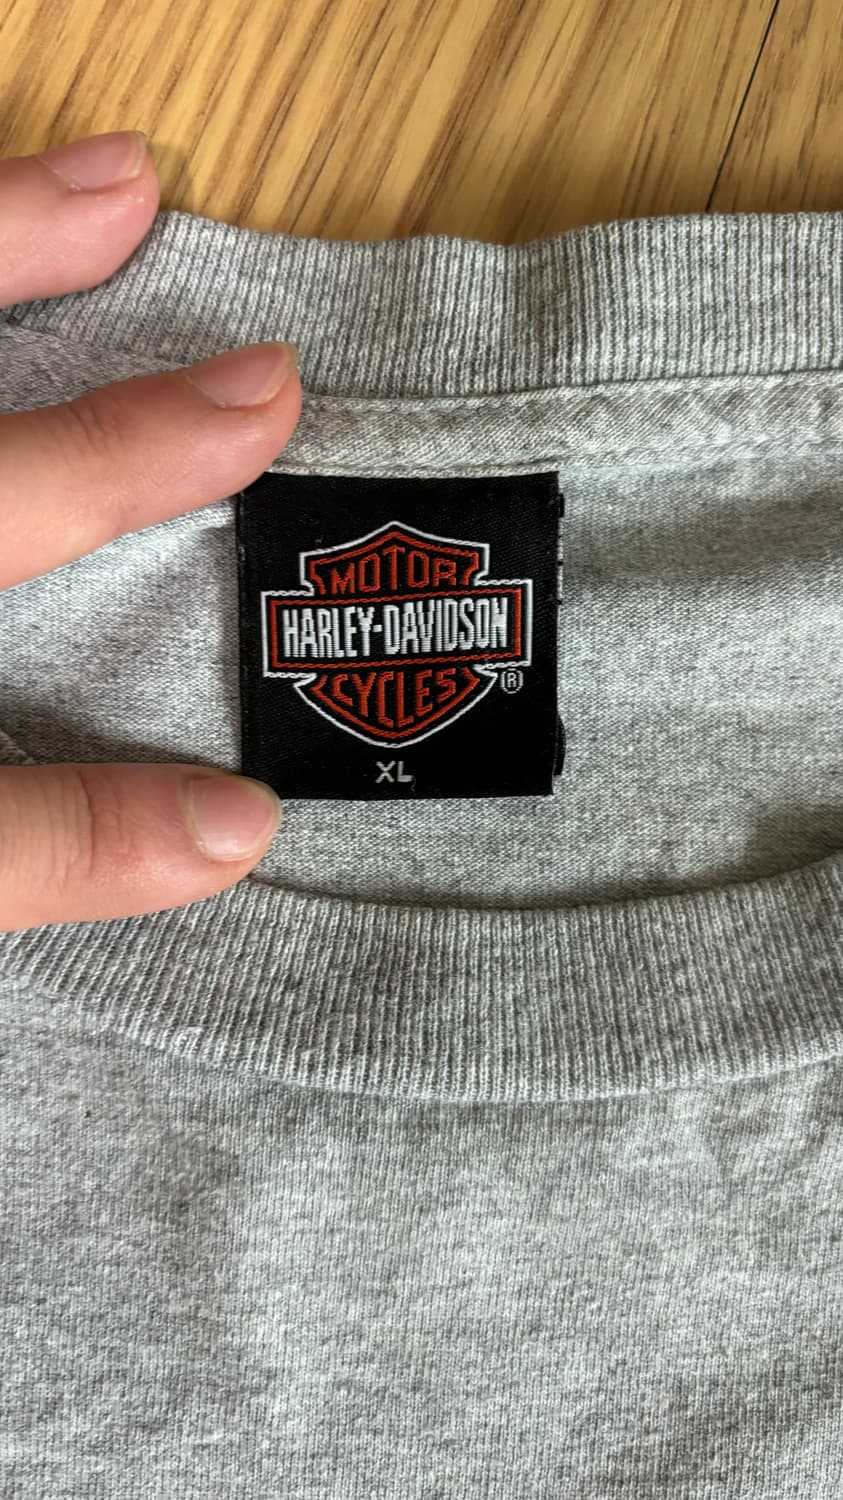 MOTOR
HARLEY-DAVIDSON
CYCLES
®
XL